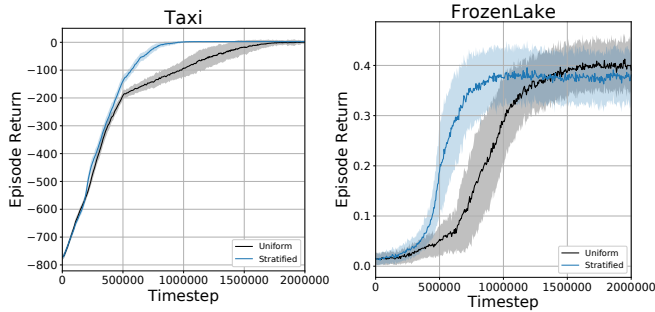 Taxi
Episode Return
0
−100
−200
−300
−400
−500
−600
−700
−800
Uniform
Stratified
0 500000 1000000 1500000 2000000
Timestep
FrozenLake
Episode Return
0.4
0.3
0.2
0.1
0.0
Uniform
Stratified
0 500000 1000000 1500000 2000000
Timestep